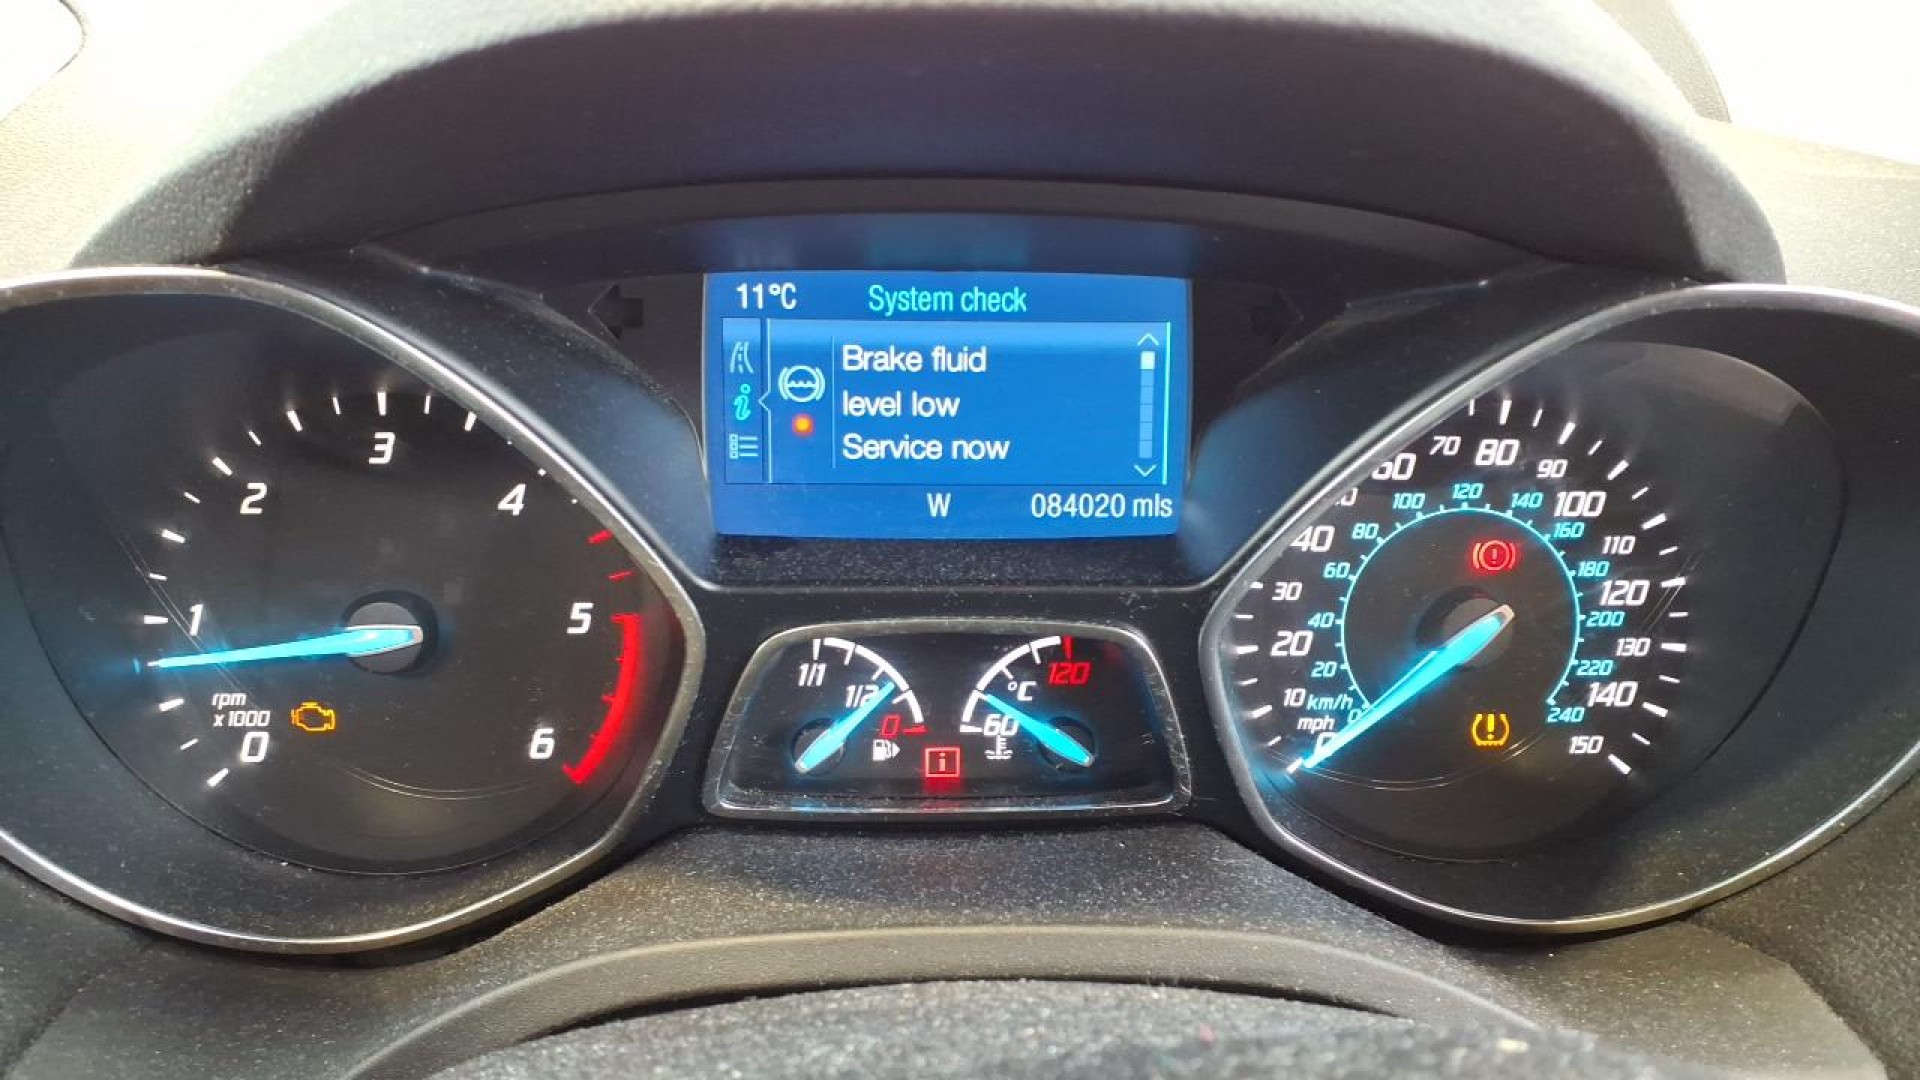 11°C System check
Brake fluid
level low
Service now
W 084020 mls
0 1 2 3 4 5 6
rpm
x1000
1/1 1/2 0
60 °C 120
i
10 20 30 40 60 70 80 90 100 110 120 130 140 150
mph
0 20 40 60 80 100 120 140 160 180 200 220 240
km/h